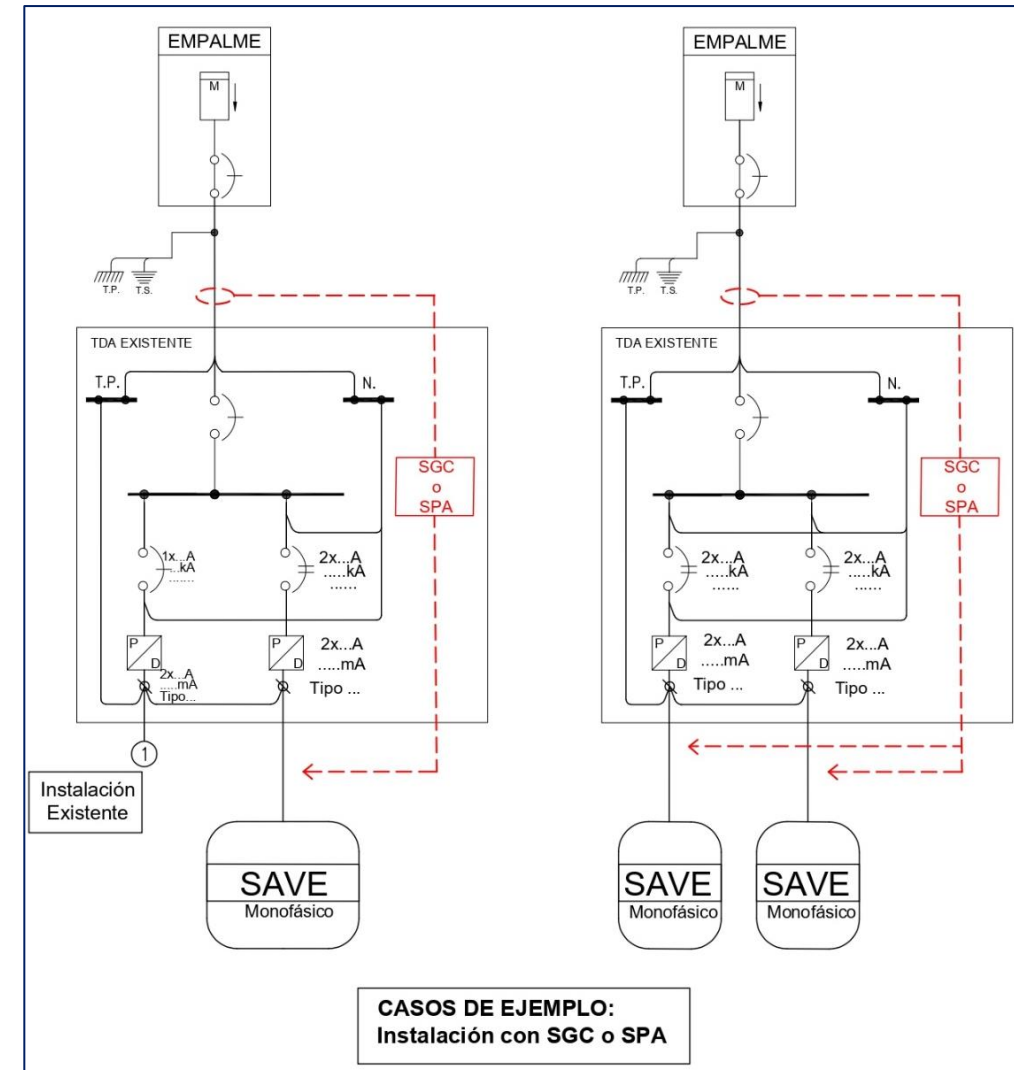 EMPALME
M
T.P.
T.S.
TDA EXISTENTE
T.P.
N.
SGC
o
SPA
1x...A
....kA
.......
2x...A
.....kA
......
P
D
2x...A
.....mA
Tipo...
P
D
2x...A
.....mA
Tipo ...
1
Instalación
Existente
SAVE
Monofásico
EMPALME
M
T.P.
T.S.
TDA EXISTENTE
T.P.
N.
SGC
o
SPA
2x...A
.....kA
......
2x...A
.....kA
......
P
D
2x...A
.....mA
Tipo ...
P
D
2x...A
.....mA
Tipo ...
SAVE
Monofásico
SAVE
Monofásico
CASOS DE EJEMPLO:
Instalación con SGC o SPA